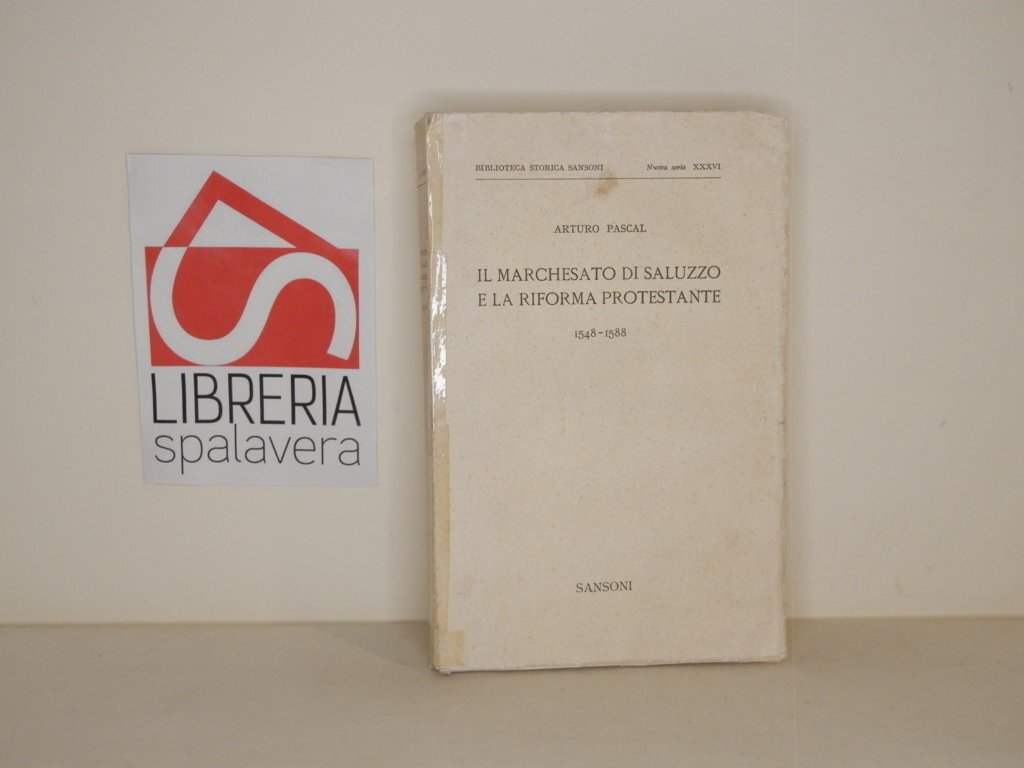 LIBRERIA
spalavera
BIBLIOTECA STORICA SANSONI Nuova serie XXXVI
ARTURO PASCAL
IL MARCHESATO DI SALUZZO
E LA RIFORMA PROTESTANTE
1548-1588
SANSONI